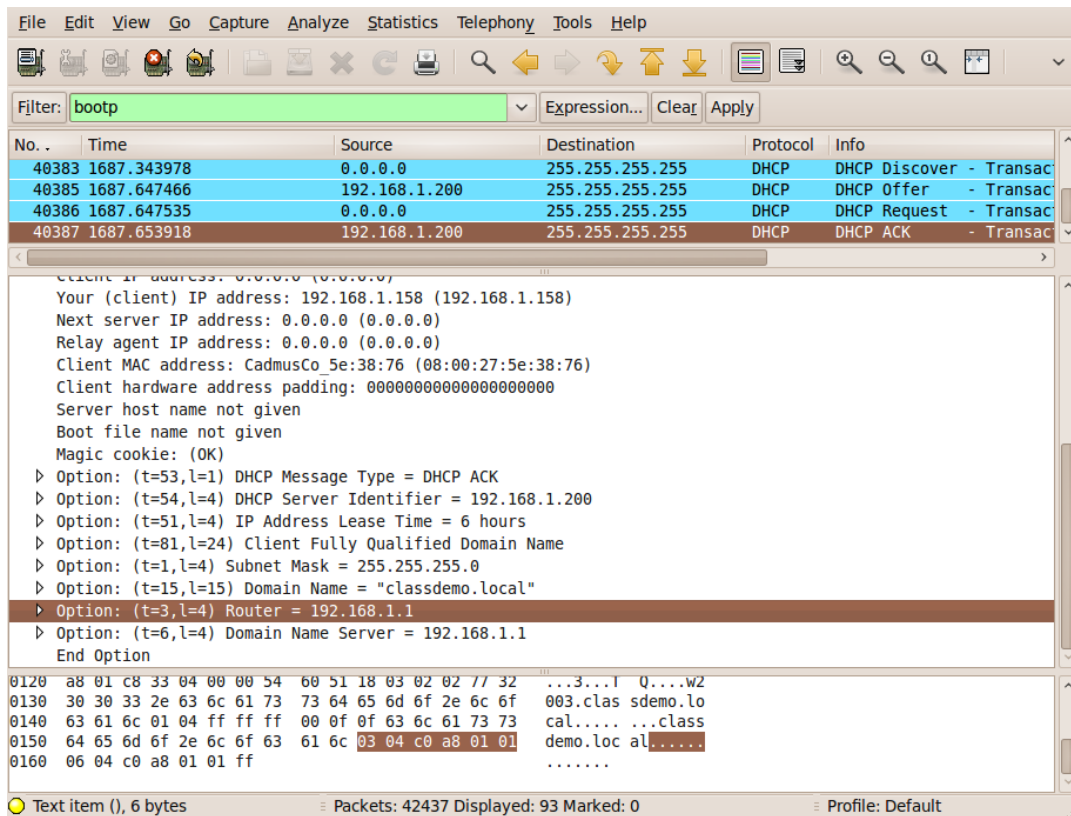 File Edit View Go Capture Analyze Statistics Telephony Tools Help
Filter: bootp Expression... Clear Apply
No. . Time Source Destination Protocol Info
40383 1687.343978 0.0.0.0 255.255.255.255 DHCP DHCP Discover - Transac
40385 1687.647466 192.168.1.200 255.255.255.255 DHCP DHCP Offer - Transac
40386 1687.647535 0.0.0.0 255.255.255.255 DHCP DHCP Request - Transac
40387 1687.653918 192.168.1.200 255.255.255.255 DHCP DHCP ACK - Transac
Client IP address: 0.0.0.0 (0.0.0.0)
Your (client) IP address: 192.168.1.158 (192.168.1.158)
Next server IP address: 0.0.0.0 (0.0.0.0)
Relay agent IP address: 0.0.0.0 (0.0.0.0)
Client MAC address: CadmusCo_5e:38:76 (08:00:27:5e:38:76)
Client hardware address padding: 00000000000000000000
Server host name not given
Boot file name not given
Magic cookie: (OK)
Option: (t=53,l=1) DHCP Message Type = DHCP ACK
Option: (t=54,l=4) DHCP Server Identifier = 192.168.1.200
Option: (t=51,l=4) IP Address Lease Time = 6 hours
Option: (t=81,l=24) Client Fully Qualified Domain Name
Option: (t=1,l=4) Subnet Mask = 255.255.255.0
Option: (t=15,l=15) Domain Name = "classdemo.local"
Option: (t=3,l=4) Router = 192.168.1.1
Option: (t=6,l=4) Domain Name Server = 192.168.1.1
End Option
0120 a8 01 c8 33 04 00 00 54 60 51 18 03 02 02 77 32 ...3...T `Q....w2
0130 30 30 33 2e 63 6c 61 73 73 64 65 6d 6f 2e 6c 6f 003.clas sdemo.lo
0140 63 61 6c 01 04 ff ff ff 00 0f 0f 63 6c 61 73 73 cal..... ...class
0150 64 65 6d 6f 2e 6c 6f 63 61 6c 03 04 c0 a8 01 01 demo.loc al......
0160 06 04 c0 a8 01 01 ff .......
Text item (), 6 bytes Packets: 42437 Displayed: 93 Marked: 0 Profile: Default